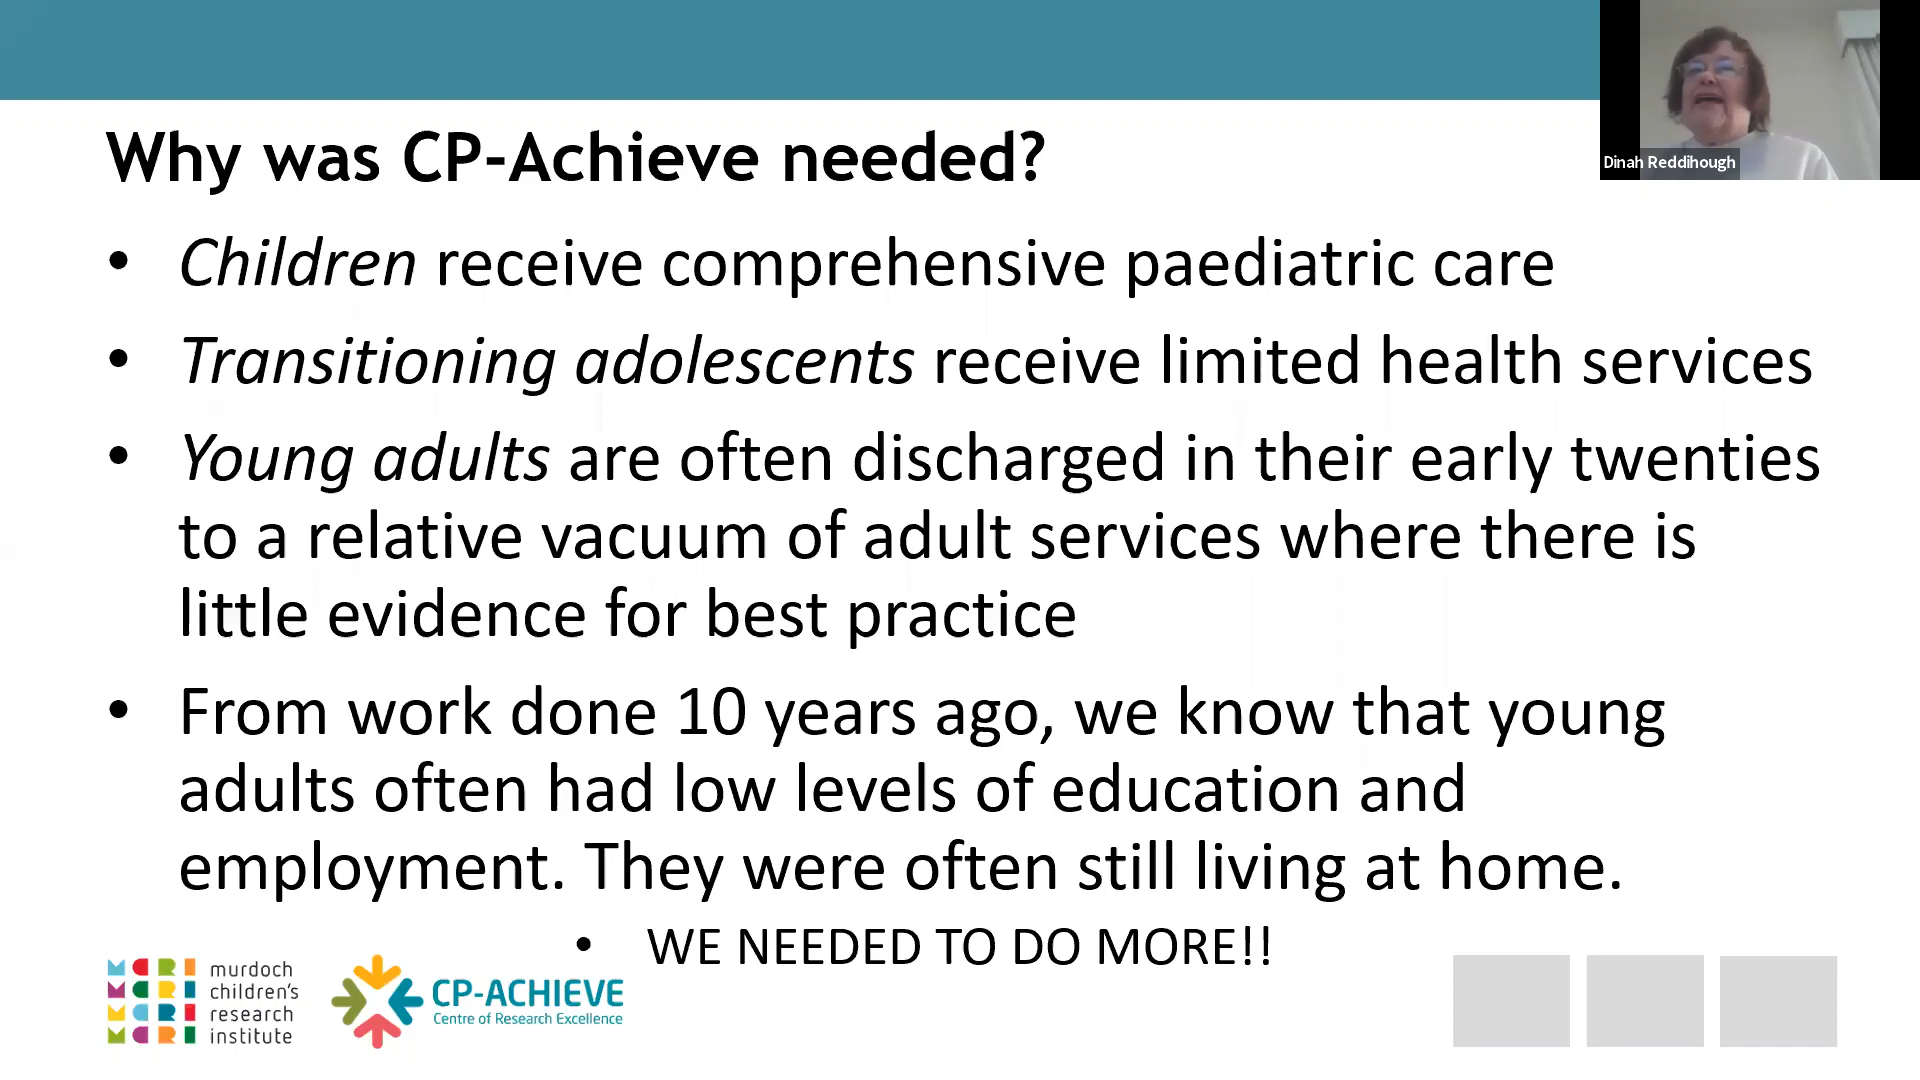 Dinah Reddihough
Why was CP-Achieve needed?
• Children receive comprehensive paediatric care
• Transitioning adolescents receive limited health services
• Young adults are often discharged in their early twenties
to a relative vacuum of adult services where there is
little evidence for best practice
• From work done 10 years ago, we know that young
adults often had low levels of education and
employment. They were often still living at home.
• WE NEEDED TO DO MORE!!
MCRI
MCRI
MCRI
MCRI
murdoch
children's
research
institute
CP-ACHIEVE
Centre of Research Excellence